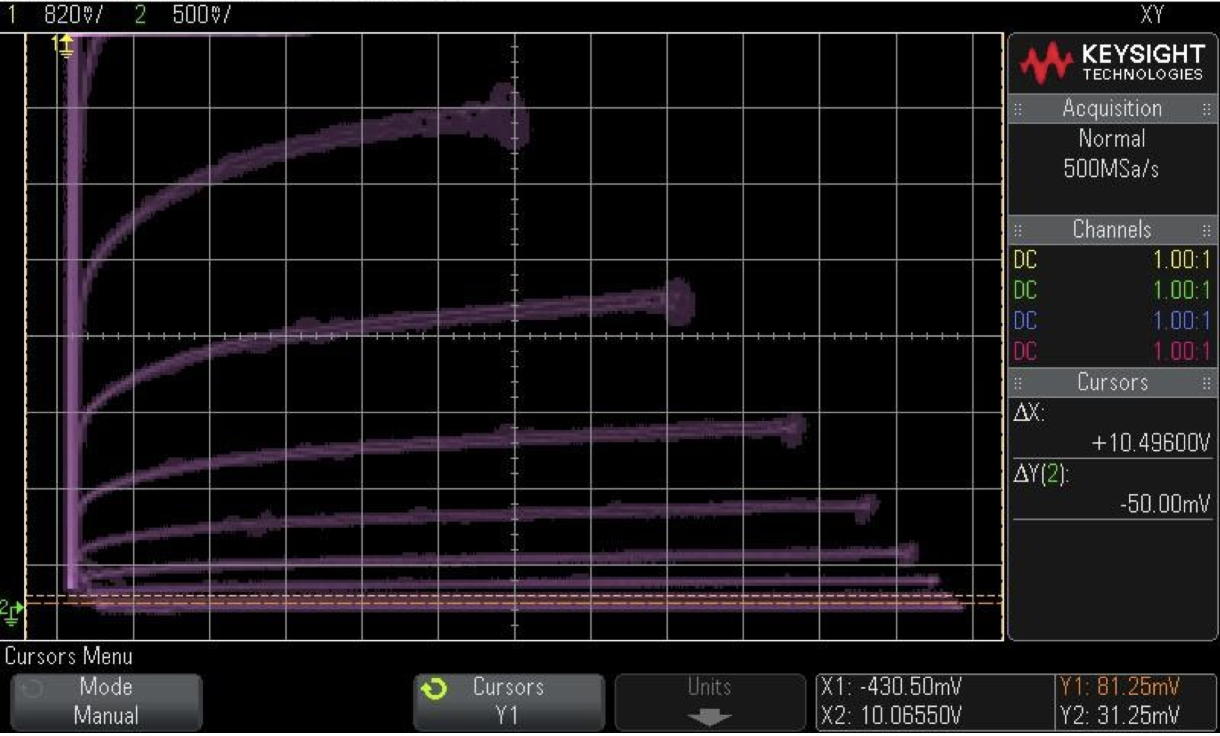 1 820mV/ 2 500mV/ XY
1
KEYSIGHT
TECHNOLOGIES
Acquisition
Normal
500MSa/s
Channels
DC 1.00:1
DC 1.00:1
DC 1.00:1
DC 1.00:1
Cursors
ΔX:
+10.49600V
ΔY(2):
-50.00mV
2
Cursors Menu
Mode
Manual
Cursors
Y1
Units
X1: -430.50mV
X2: 10.06550V
Y1: 81.25mV
Y2: 31.25mV